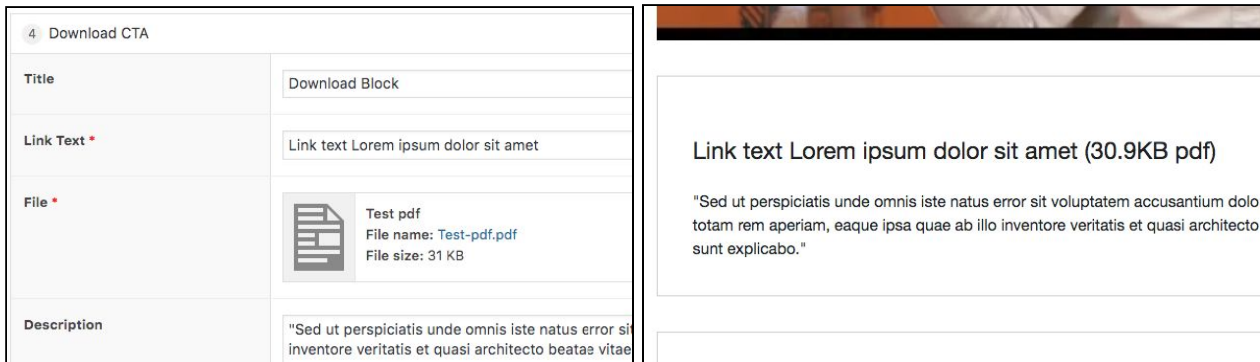 4 Download CTA
Title
Download Block
Link Text *
Link text Lorem ipsum dolor sit amet
File *
Test pdf
File name: Test-pdf.pdf
File size: 31 KB
Description
"Sed ut perspiciatis unde omnis iste natus error sit
inventore veritatis et quasi architecto beatae vitae
Link text Lorem ipsum dolor sit amet (30.9KB pdf)
"Sed ut perspiciatis unde omnis iste natus error sit voluptatem accusantium dolo
totam rem aperiam, eaque ipsa quae ab illo inventore veritatis et quasi architecto
sunt explicabo."